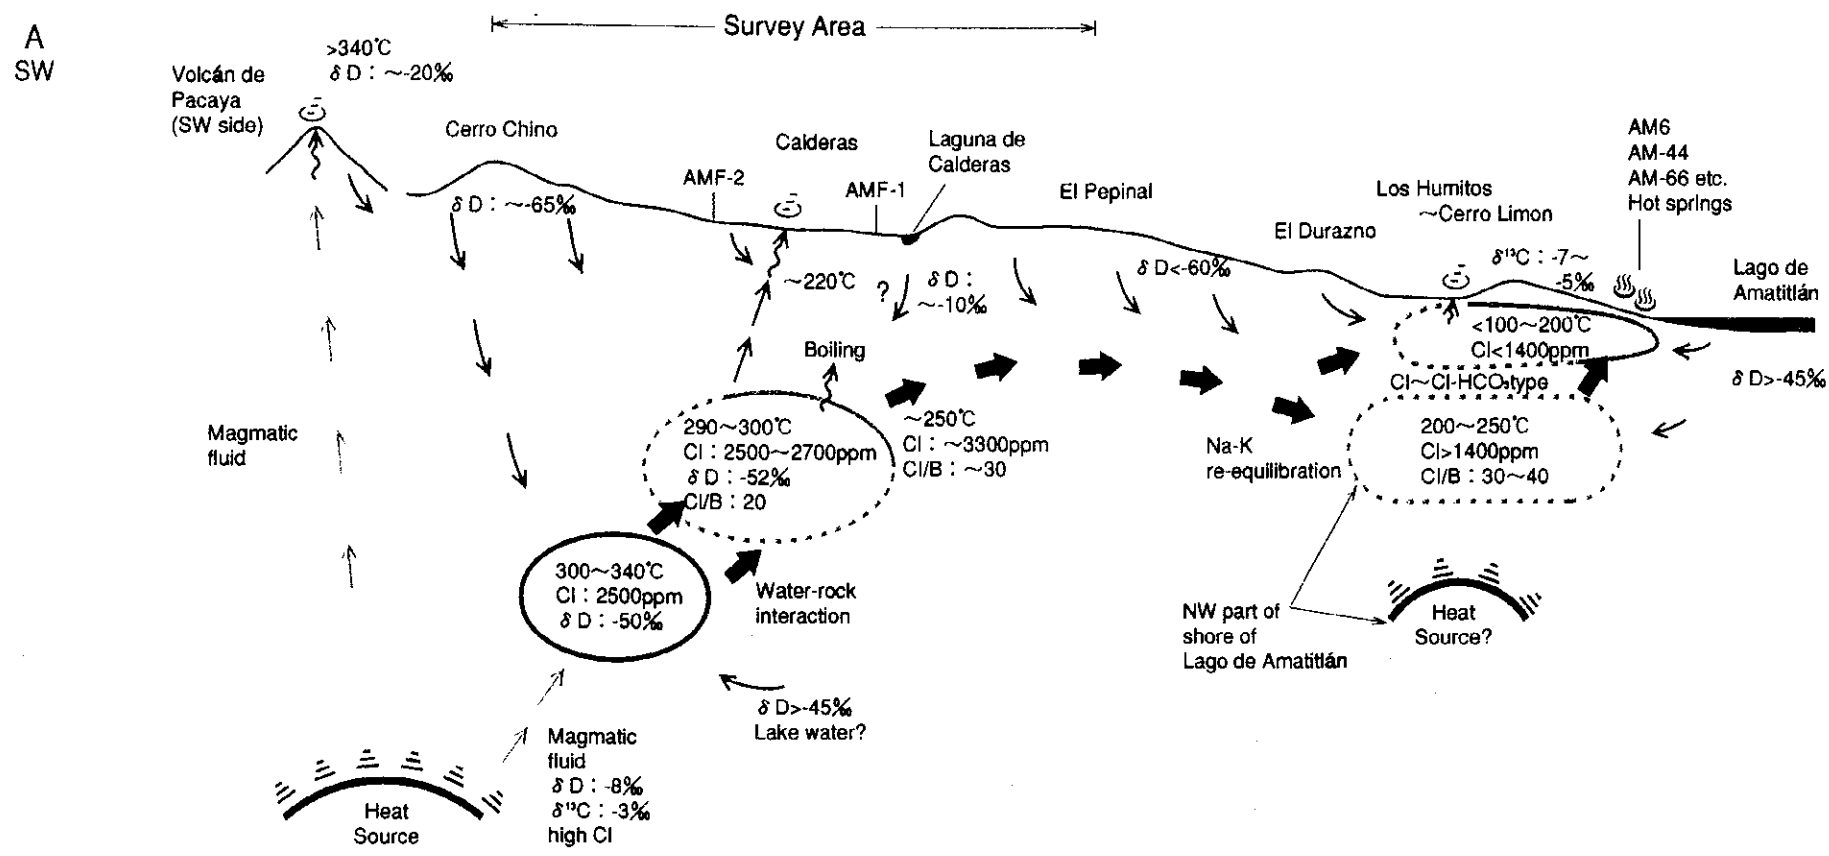 A
SW
Survey Area
>340℃
δD：～-20‰
Volcán de
Pacaya
(SW side)
Cerro Chino
δD：～-65‰
AMF-2
Calderas
AMF-1
Laguna de
Calderas
El Pepinal
El Durazno
Los Humitos
～Cerro Limon
AM6
AM-44
AM-66 etc.
Hot springs
Lago de
Amatitlán
～220℃
?
δD：
～-10‰
δD<-60‰
δ¹³C：-7～
-5‰
<100～200℃
Cl<1400ppm
Cl～Cl-HCO₃type
δD>-45‰
Boiling
290～300℃
Cl：2500～2700ppm
δD：-52‰
Cl/B：20
～250℃
Cl：～3300ppm
Cl/B：～30
Na-K
re-equilibration
200～250℃
Cl>1400ppm
Cl/B：30～40
Magmatic
fluid
300～340℃
Cl：2500ppm
δD：-50‰
Water-rock
interaction
NW part of
shore of
Lago de Amatitlán
Heat
Source?
δD>-45‰
Lake water?
Magmatic
fluid
δD：-8‰
δ¹³C：-3‰
high Cl
Heat
Source